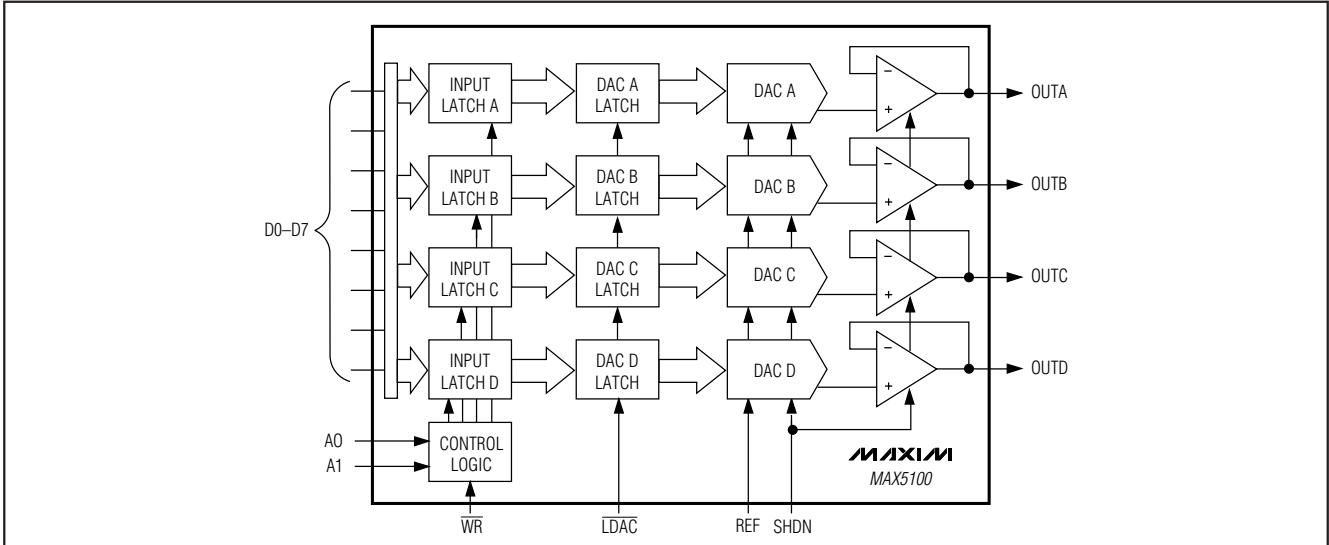 INPUT
LATCH A
DAC A
LATCH
DAC A
−
+
OUTA
INPUT
LATCH B
DAC B
LATCH
DAC B
−
+
OUTB
D0–D7
INPUT
LATCH C
DAC C
LATCH
DAC C
−
+
OUTC
INPUT
LATCH D
DAC D
LATCH
DAC D
−
+
OUTD
A0
A1
CONTROL
LOGIC
MAXIM
MAX5100
WR
LDAC
REF
SHDN